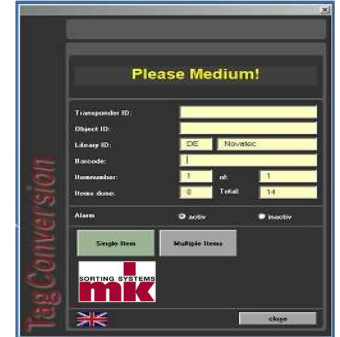 Please Medium!
Transponder ID:
Object ID:
Library ID: DE Novatec
Barcode:
Itemnumber: 1 of: 1
Items done: 0 Total: 14
Alarm activ inactiv
Single Item Multiple Items
SORTING SYSTEMS
mk
close
TagConversion